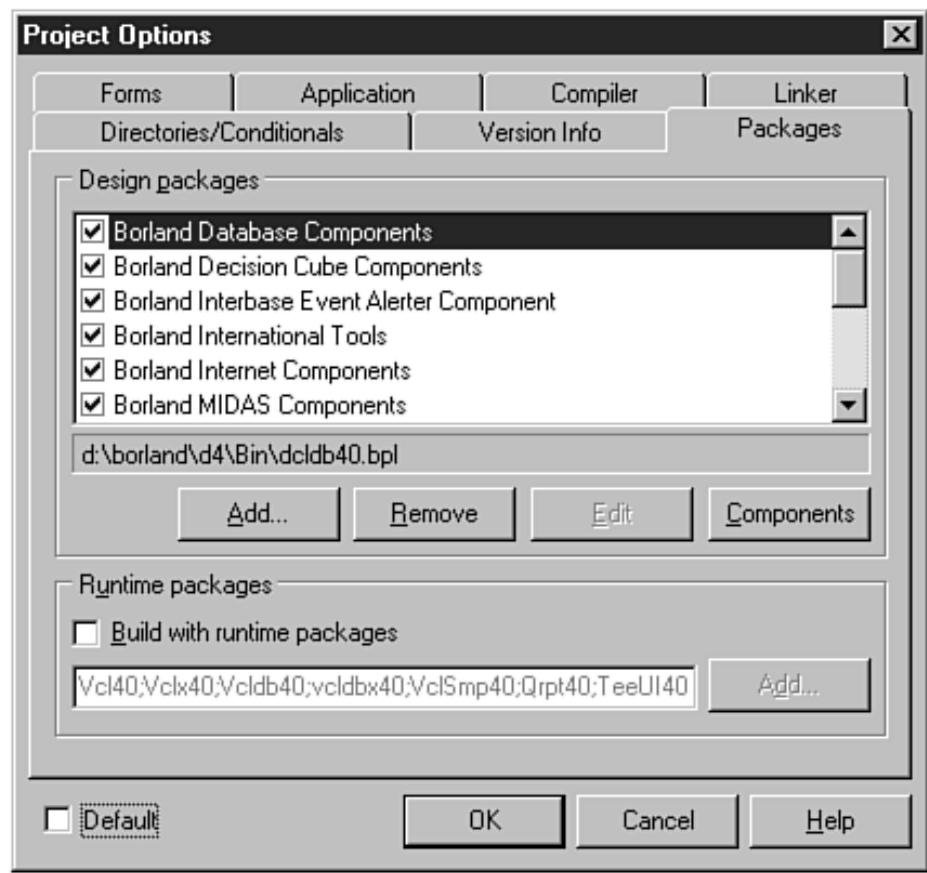 Project Options
Forms Application Compiler Linker
Directories/Conditionals Version Info Packages
Design packages
Borland Database Components
Borland Decision Cube Components
Borland Interbase Event Alerter Component
Borland International Tools
Borland Internet Components
Borland MIDAS Components
d:\borland\d4\Bin\dcldb40.bpl
Add... Remove Edit Components
Runtime packages
Build with runtime packages
Vcl40;Vclx40;Vcldb40;vcldbx40;VclSmp40;Qrpt40;TeeUI40 Add...
Default OK Cancel Help